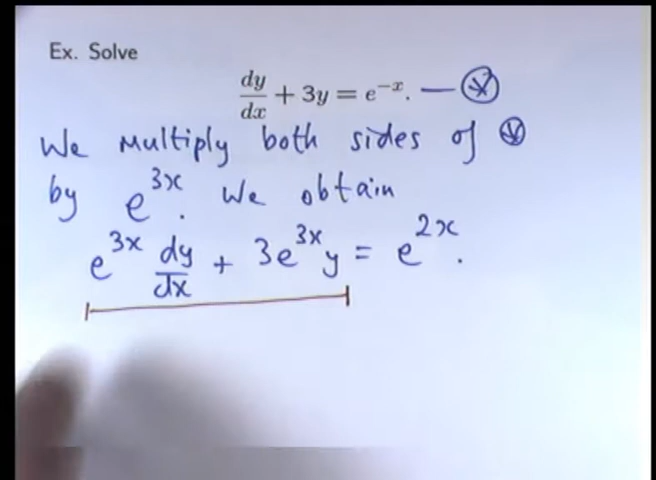 Ex. Solve
dy/dx + 3y = e^{-x}. — ⊛
We multiply both sides of ⊛
by e^{3x}. We obtain
e^{3x} dy/dx + 3e^{3x}y = e^{2x}.